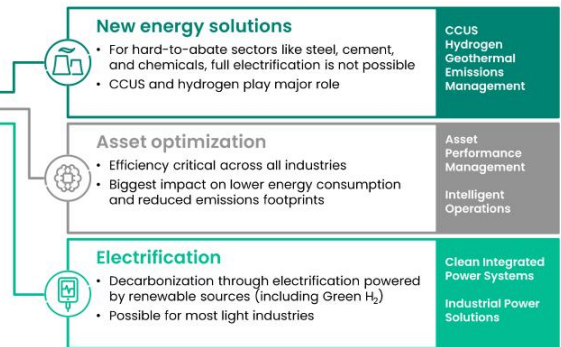 New energy solutions
• For hard-to-abate sectors like steel, cement,
and chemicals, full electrification is not possible
• CCUS and hydrogen play major role
CCUS
Hydrogen
Geothermal
Emissions
Management
Asset optimization
• Efficiency critical across all industries
• Biggest impact on lower energy consumption
and reduced emissions footprints
Asset
Performance
Management
Intelligent
Operations
Electrification
• Decarbonization through electrification powered
by renewable sources (including Green H₂)
• Possible for most light industries
Clean Integrated
Power Systems
Industrial Power
Solutions